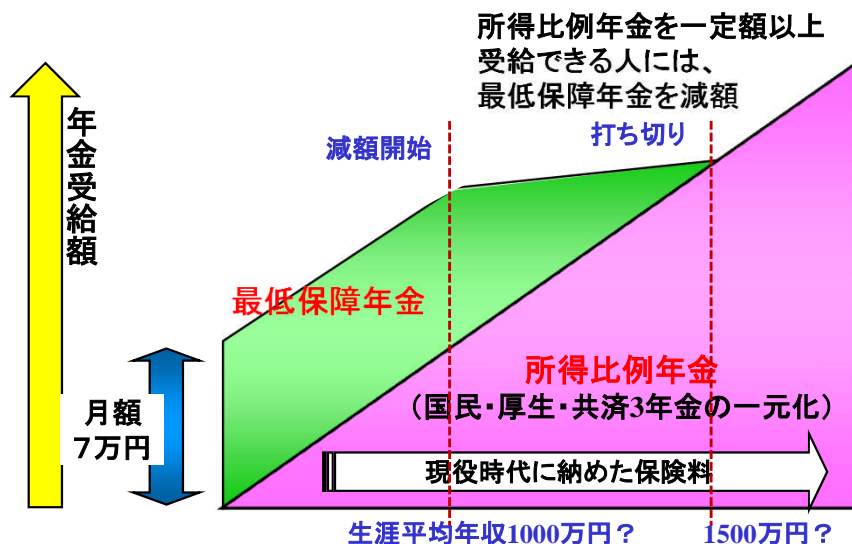 所得比例年金を一定額以上
受給できる人には、
最低保障年金を減額
年金受給額
減額開始
打ち切り
最低保障年金
所得比例年金
（国民・厚生・共済3年金の一元化）
月額
７万円
現役時代に納めた保険料
生涯平均年収1000万円？
1500万円？